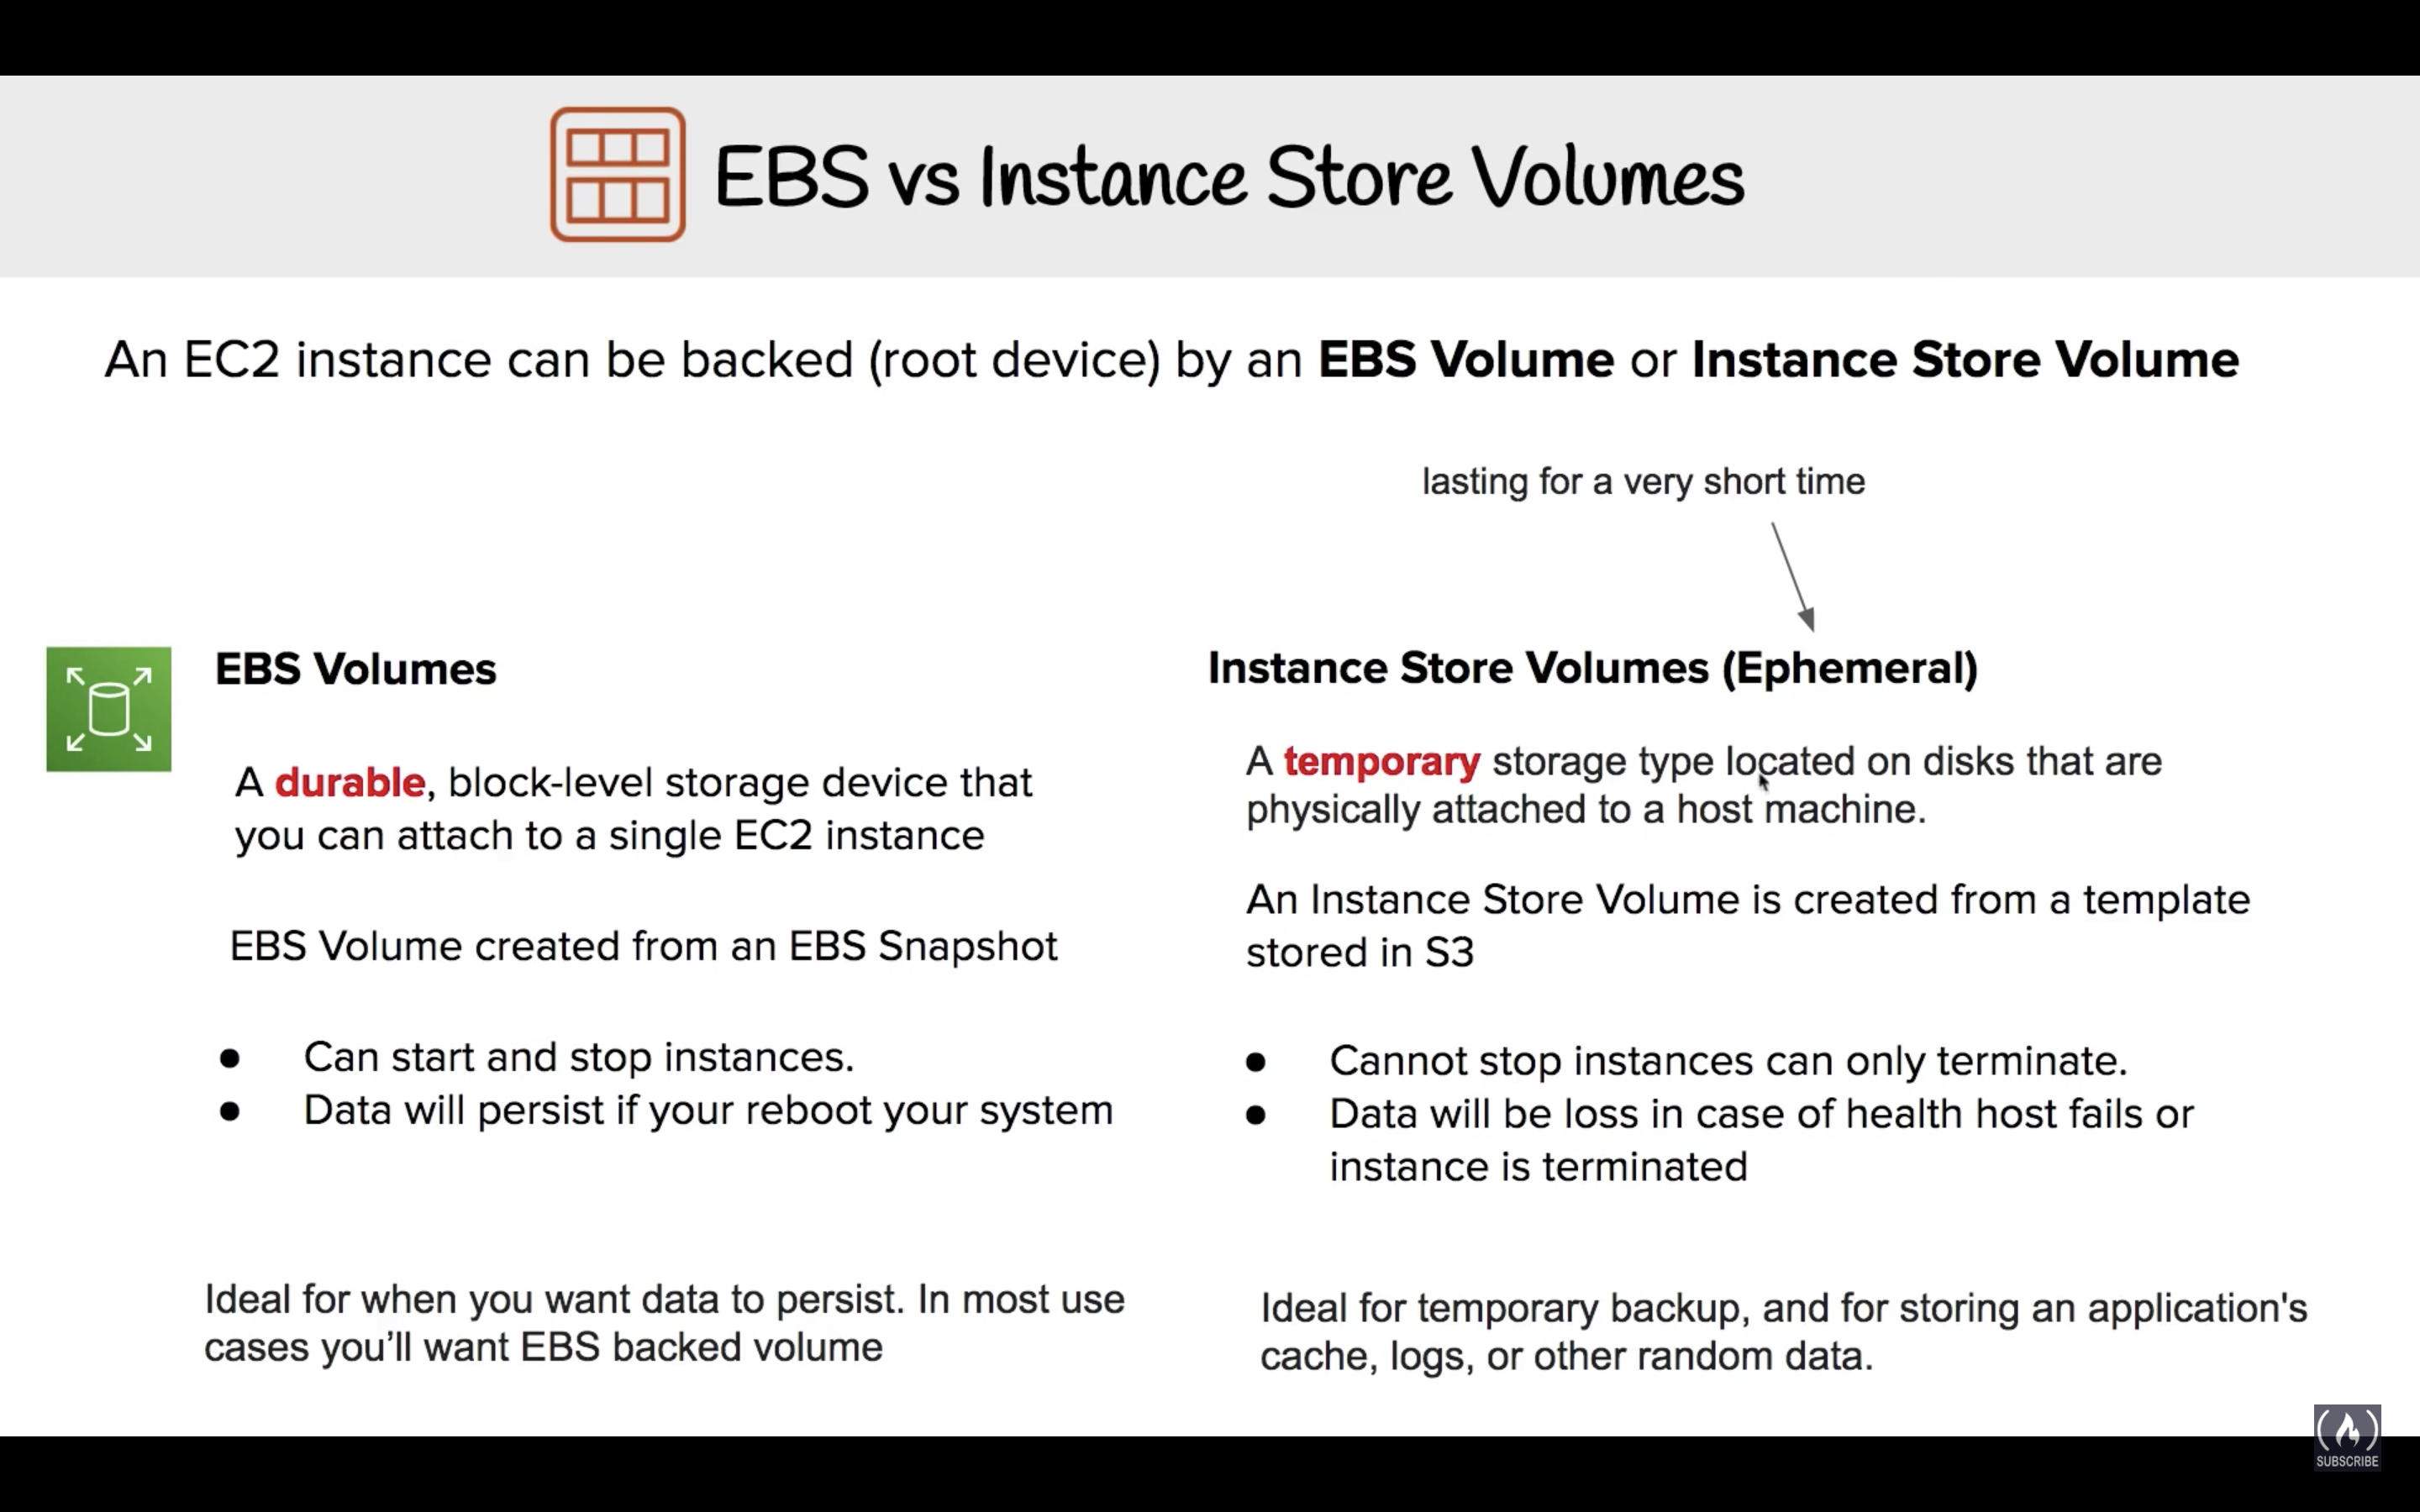 EBS vs Instance Store Volumes
An EC2 instance can be backed (root device) by an EBS Volume or Instance Store Volume
lasting for a very short time
EBS Volumes
A durable, block-level storage device that
you can attach to a single EC2 instance
EBS Volume created from an EBS Snapshot
● Can start and stop instances.
● Data will persist if your reboot your system
Ideal for when you want data to persist. In most use
cases you'll want EBS backed volume
Instance Store Volumes (Ephemeral)
A temporary storage type located on disks that are
physically attached to a host machine.
An Instance Store Volume is created from a template
stored in S3
● Cannot stop instances can only terminate.
● Data will be loss in case of health host fails or
instance is terminated
Ideal for temporary backup, and for storing an application's
cache, logs, or other random data.
SUBSCRIBE